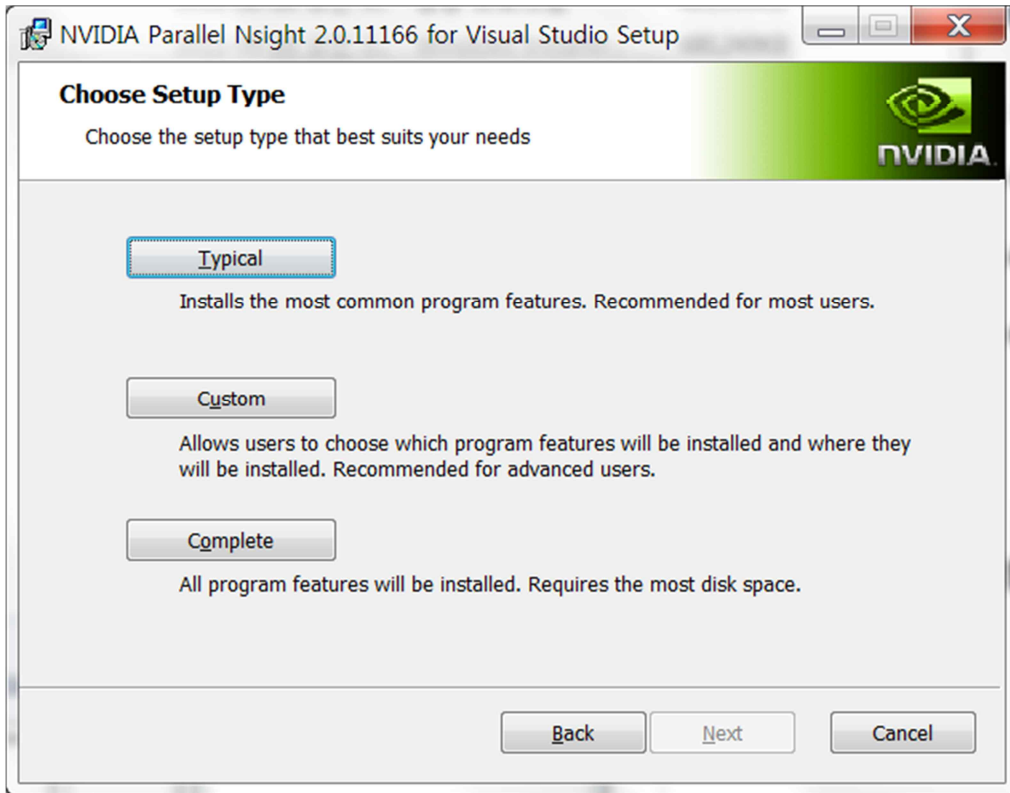 NVIDIA Parallel Nsight 2.0.11166 for Visual Studio Setup
Choose Setup Type
Choose the setup type that best suits your needs
NVIDIA.
Typical
Installs the most common program features. Recommended for most users.
Custom
Allows users to choose which program features will be installed and where they
will be installed. Recommended for advanced users.
Complete
All program features will be installed. Requires the most disk space.
Back
Next
Cancel